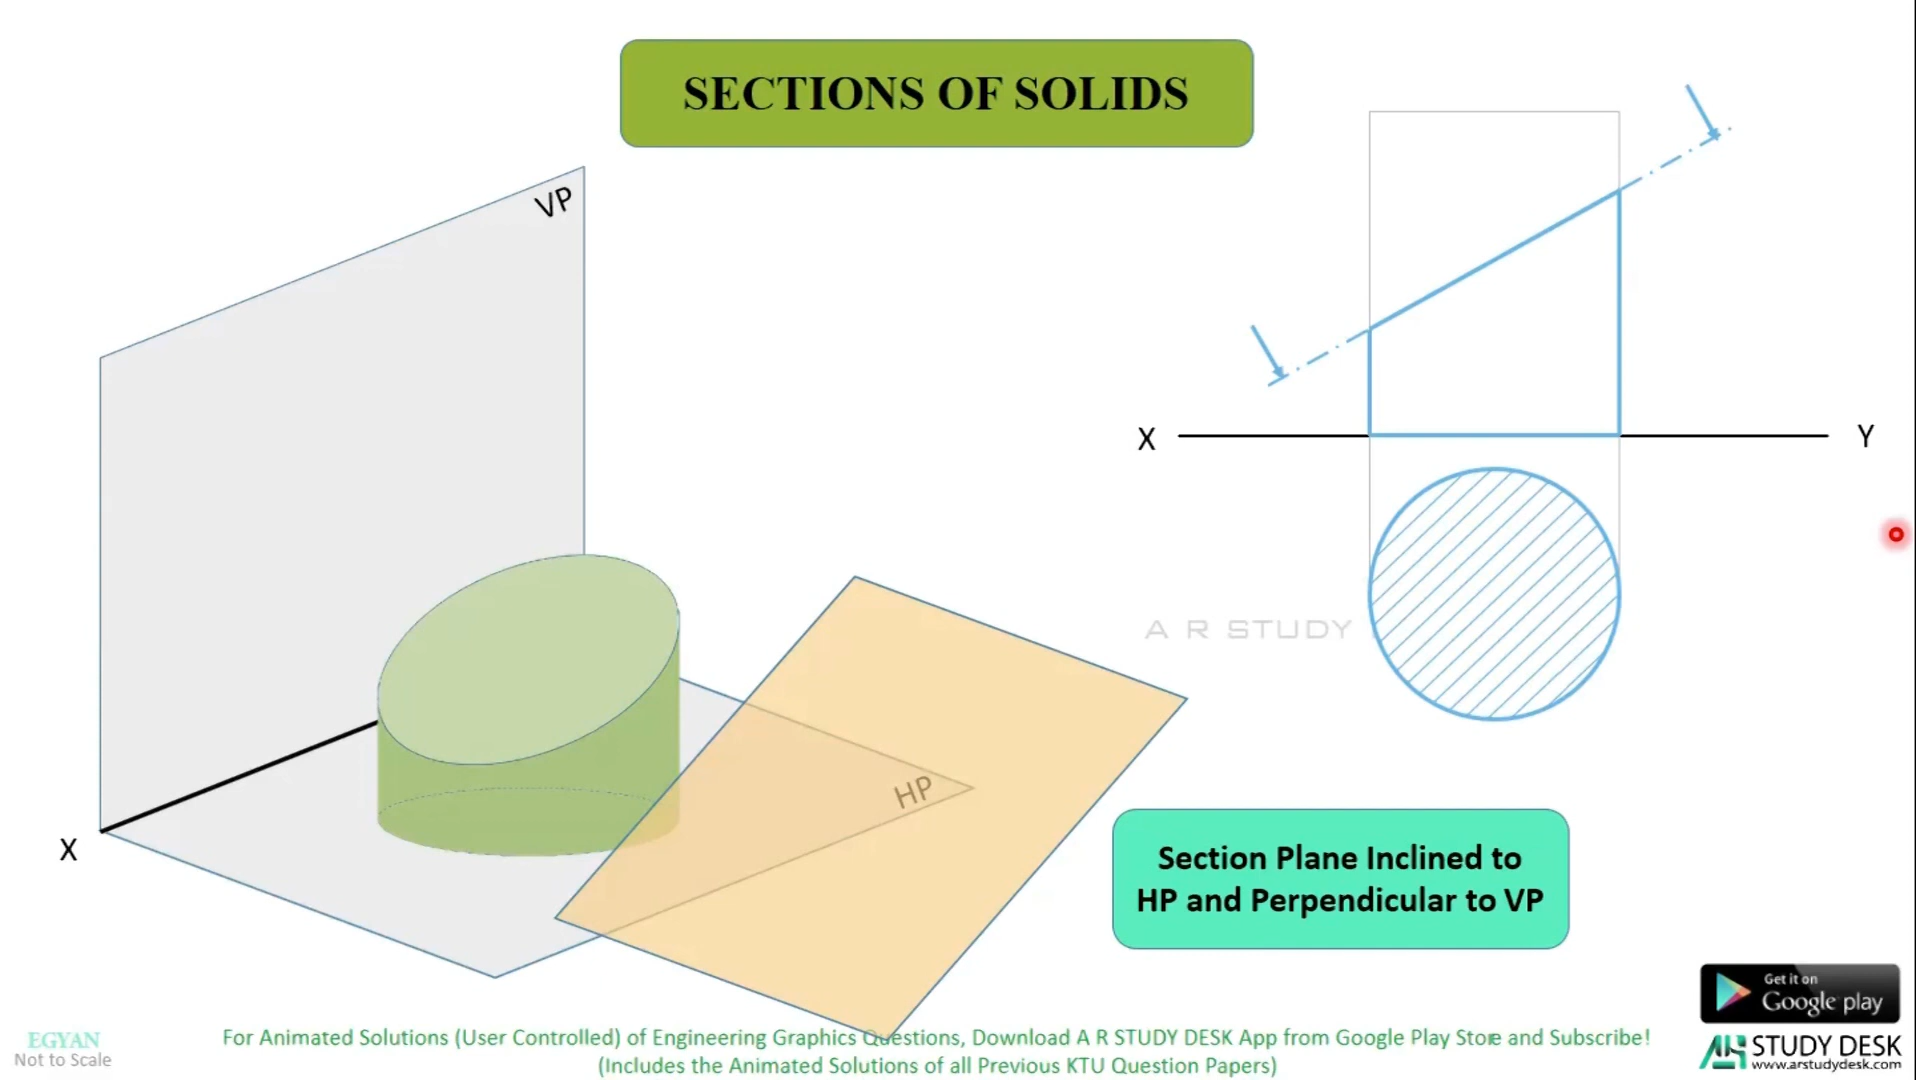 SECTIONS OF SOLIDS
VP
X
Y
A R STUDY
HP
X
Section Plane Inclined to
HP and Perpendicular to VP
Get it on
Google play
EGYAN
Not to Scale
For Animated Solutions (User Controlled) of Engineering Graphics Questions, Download A R STUDY DESK App from Google Play Store and Subscribe!
(Includes the Animated Solutions of all Previous KTU Question Papers)
AR STUDY DESK
www.arstudydesk.com